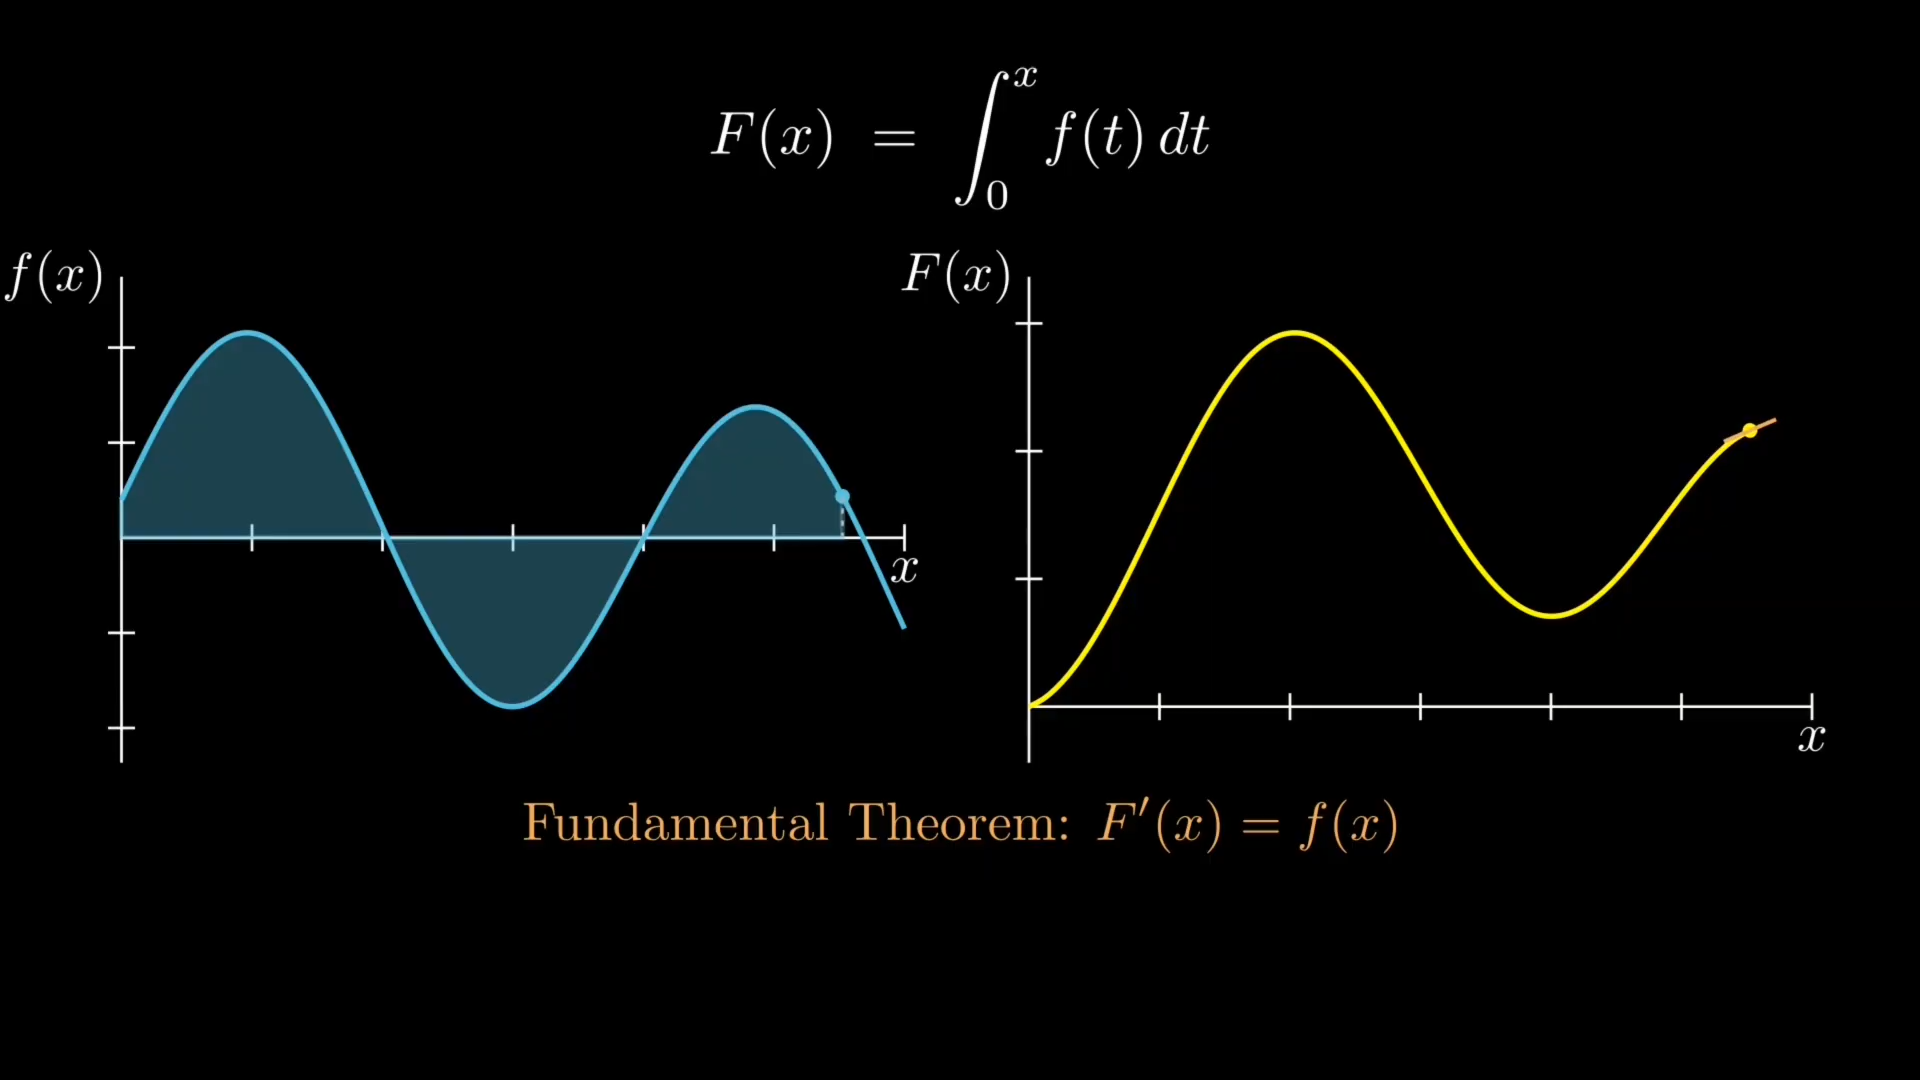 F(x) = ∫₀ˣ f(t) dt
f(x)
F(x)
x
x
Fundamental Theorem: F′(x) = f(x)